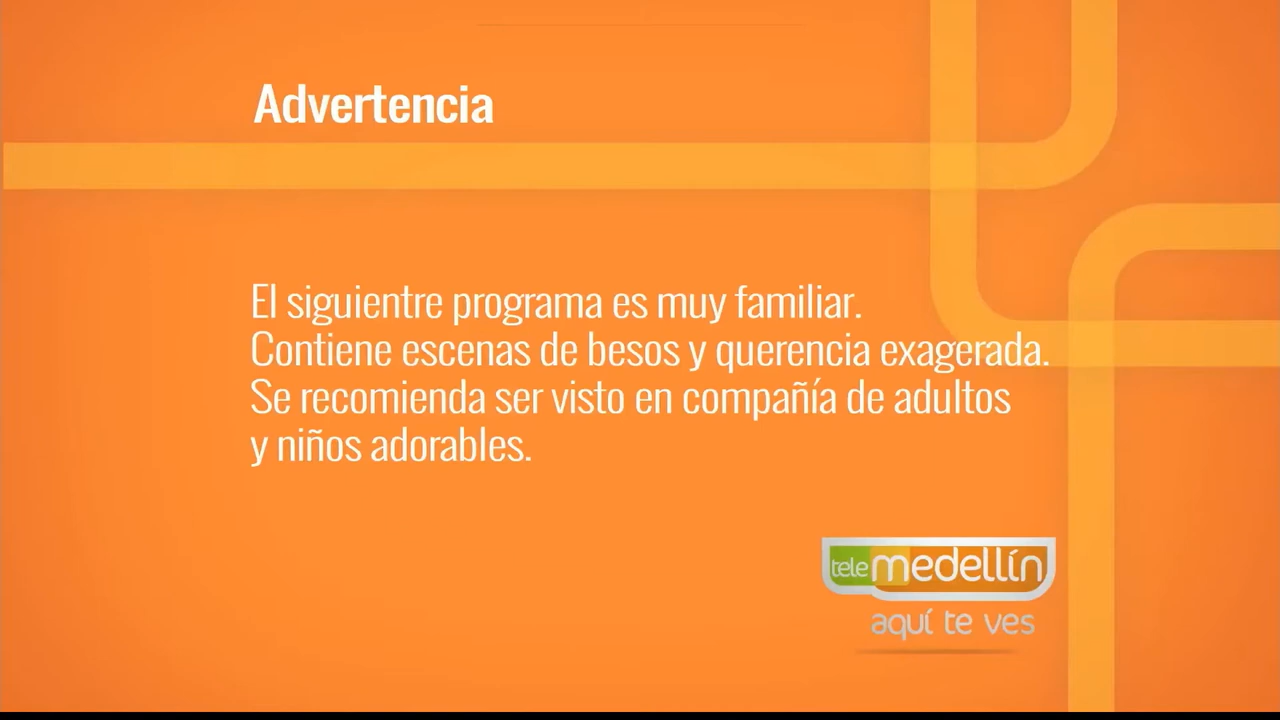 Advertencia
El siguientre programa es muy familiar.
Contiene escenas de besos y querencia exagerada.
Se recomienda ser visto en compañía de adultos
y niños adorables.
tele medellín
aquí te ves